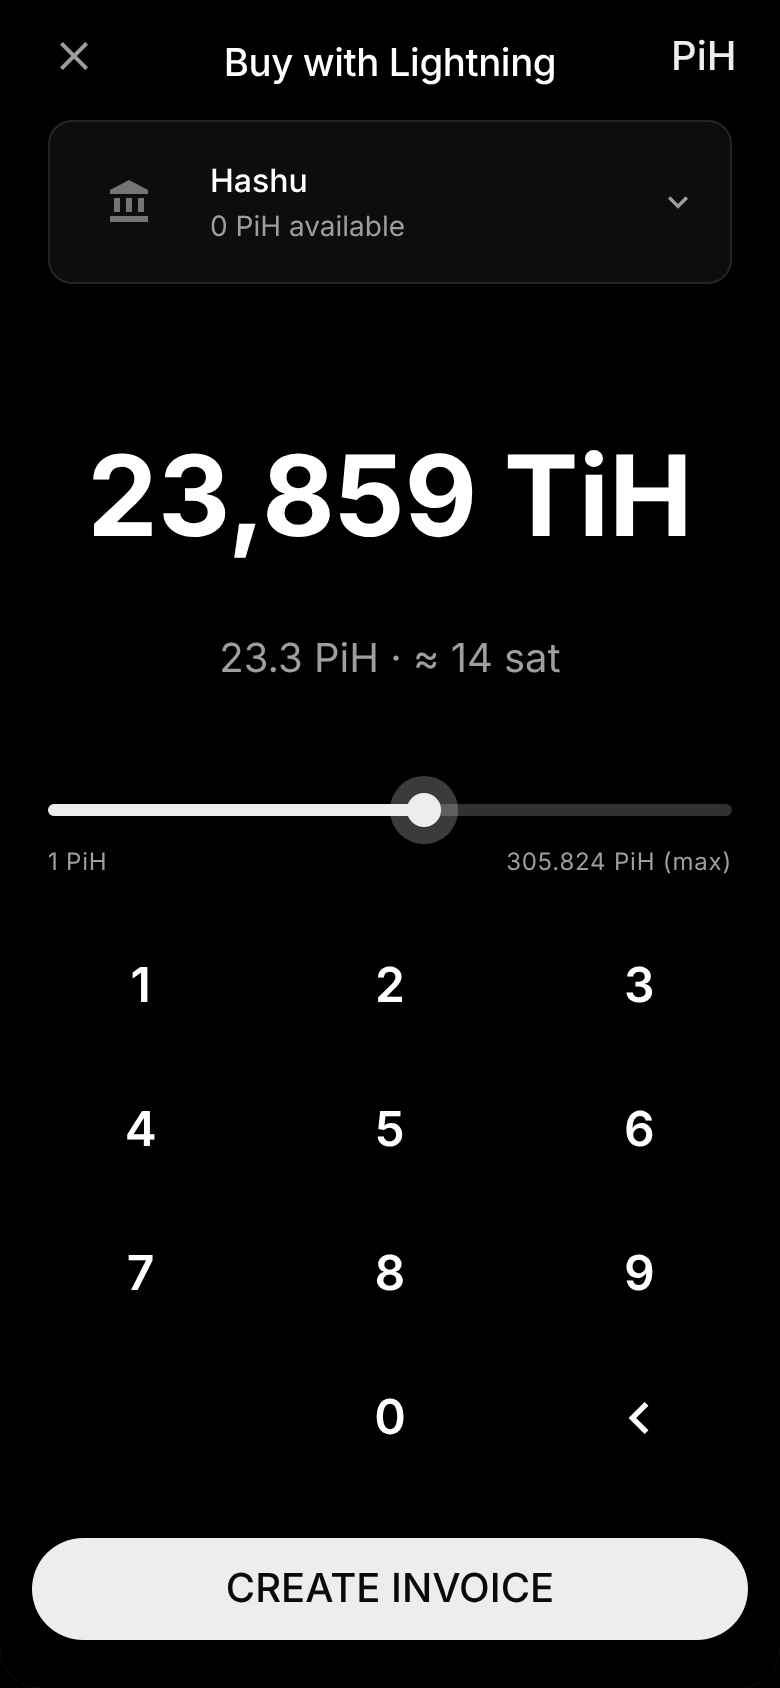 Buy with Lightning
PiH
Hashu
0 PiH available
23,859 TiH
23.3 PiH · ≈ 14 sat
1 PiH
305.824 PiH (max)
1 2 3
4 5 6
7 8 9
0
CREATE INVOICE